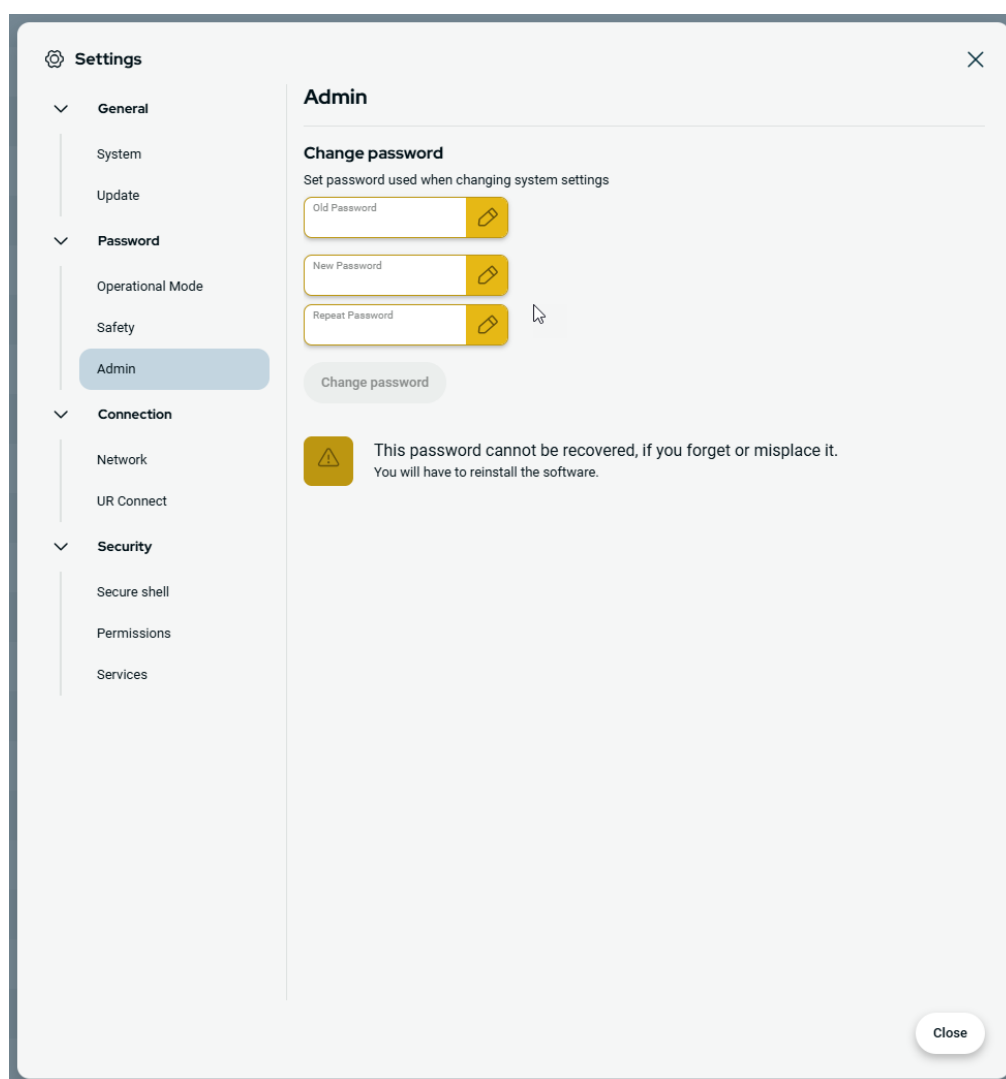 Settings
General
System
Update
Password
Operational Mode
Safety
Admin
Connection
Network
UR Connect
Security
Secure shell
Permissions
Services
Admin
Change password
Set password used when changing system settings
Old Password
New Password
Repeat Password
Change password
This password cannot be recovered, if you forget or misplace it.
You will have to reinstall the software.
Close